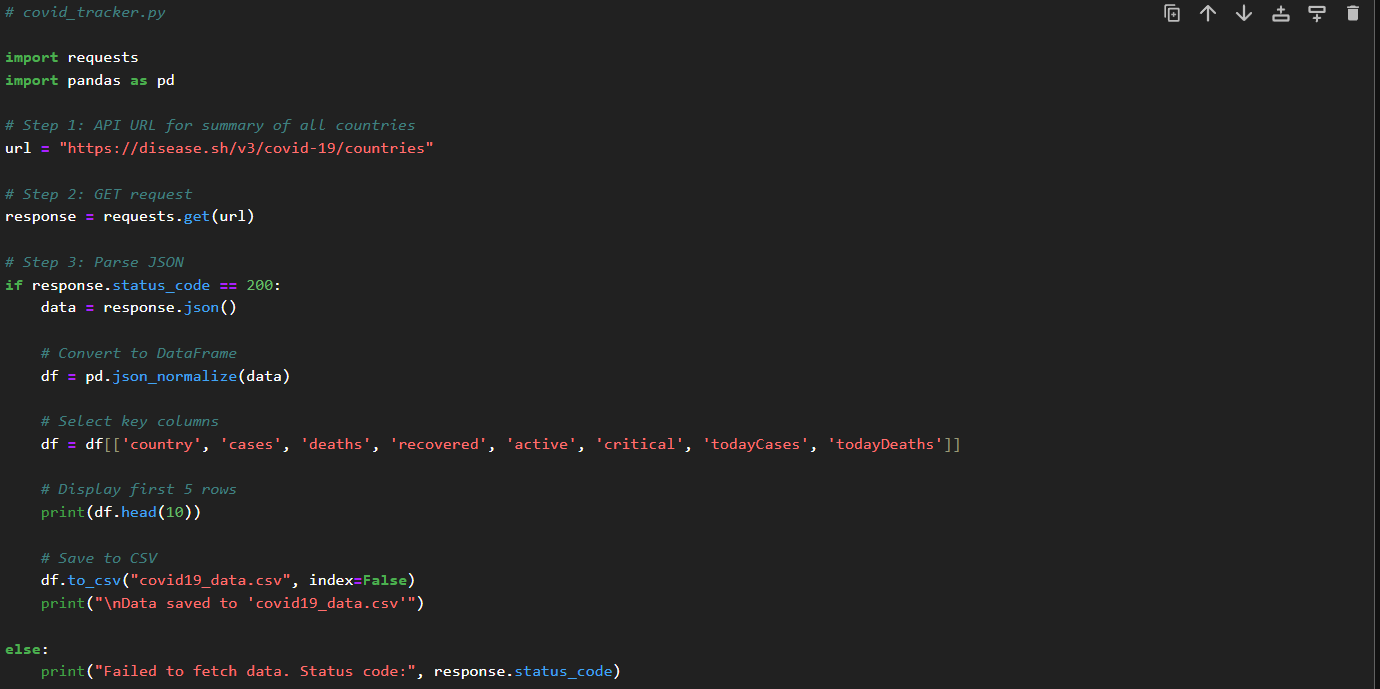 # covid_tracker.py
import requests
import pandas as pd
# Step 1: API URL for summary of all countries
url = "https://disease.sh/v3/covid-19/countries"
# Step 2: GET request
response = requests.get(url)
# Step 3: Parse JSON
if response.status_code == 200:
    data = response.json()
    # Convert to DataFrame
    df = pd.json_normalize(data)
    # Select key columns
    df = df[['country', 'cases', 'deaths', 'recovered', 'active', 'critical', 'todayCases', 'todayDeaths']]
    # Display first 5 rows
    print(df.head(10))
    # Save to CSV
    df.to_csv("covid19_data.csv", index=False)
    print("\nData saved to 'covid19_data.csv'")
else:
    print("Failed to fetch data. Status code:", response.status_code)